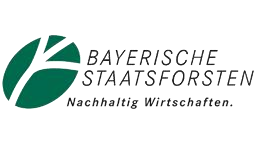 BAYERISCHE
STAATSFORSTEN
Nachhaltig Wirtschaften.